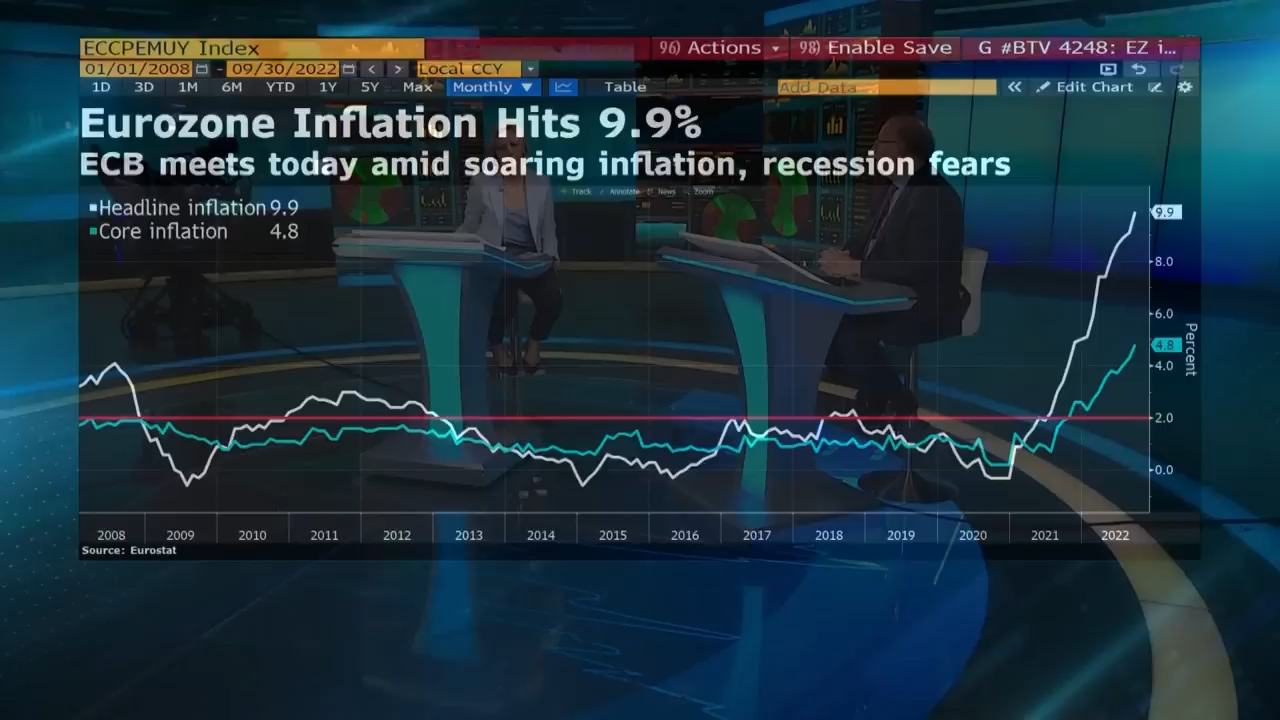 ECCPEMUY Index 96) Actions 98) Enable Save G #BTV 4248: EZ i...
01/01/2008 - 09/30/2022 < > Local CCY
1D 3D 1M 6M YTD 1Y 5Y Max Monthly ▼ Table Add Data « Edit Chart
Eurozone Inflation Hits 9.9%
ECB meets today amid soaring inflation, recession fears
Track Annotate News Zoom
Headline inflation 9.9
Core inflation 4.8
9.9
8.0
6.0
4.8
4.0
2.0
0.0
Percent
2008 2009 2010 2011 2012 2013 2014 2015 2016 2017 2018 2019 2020 2021 2022
Source: Eurostat